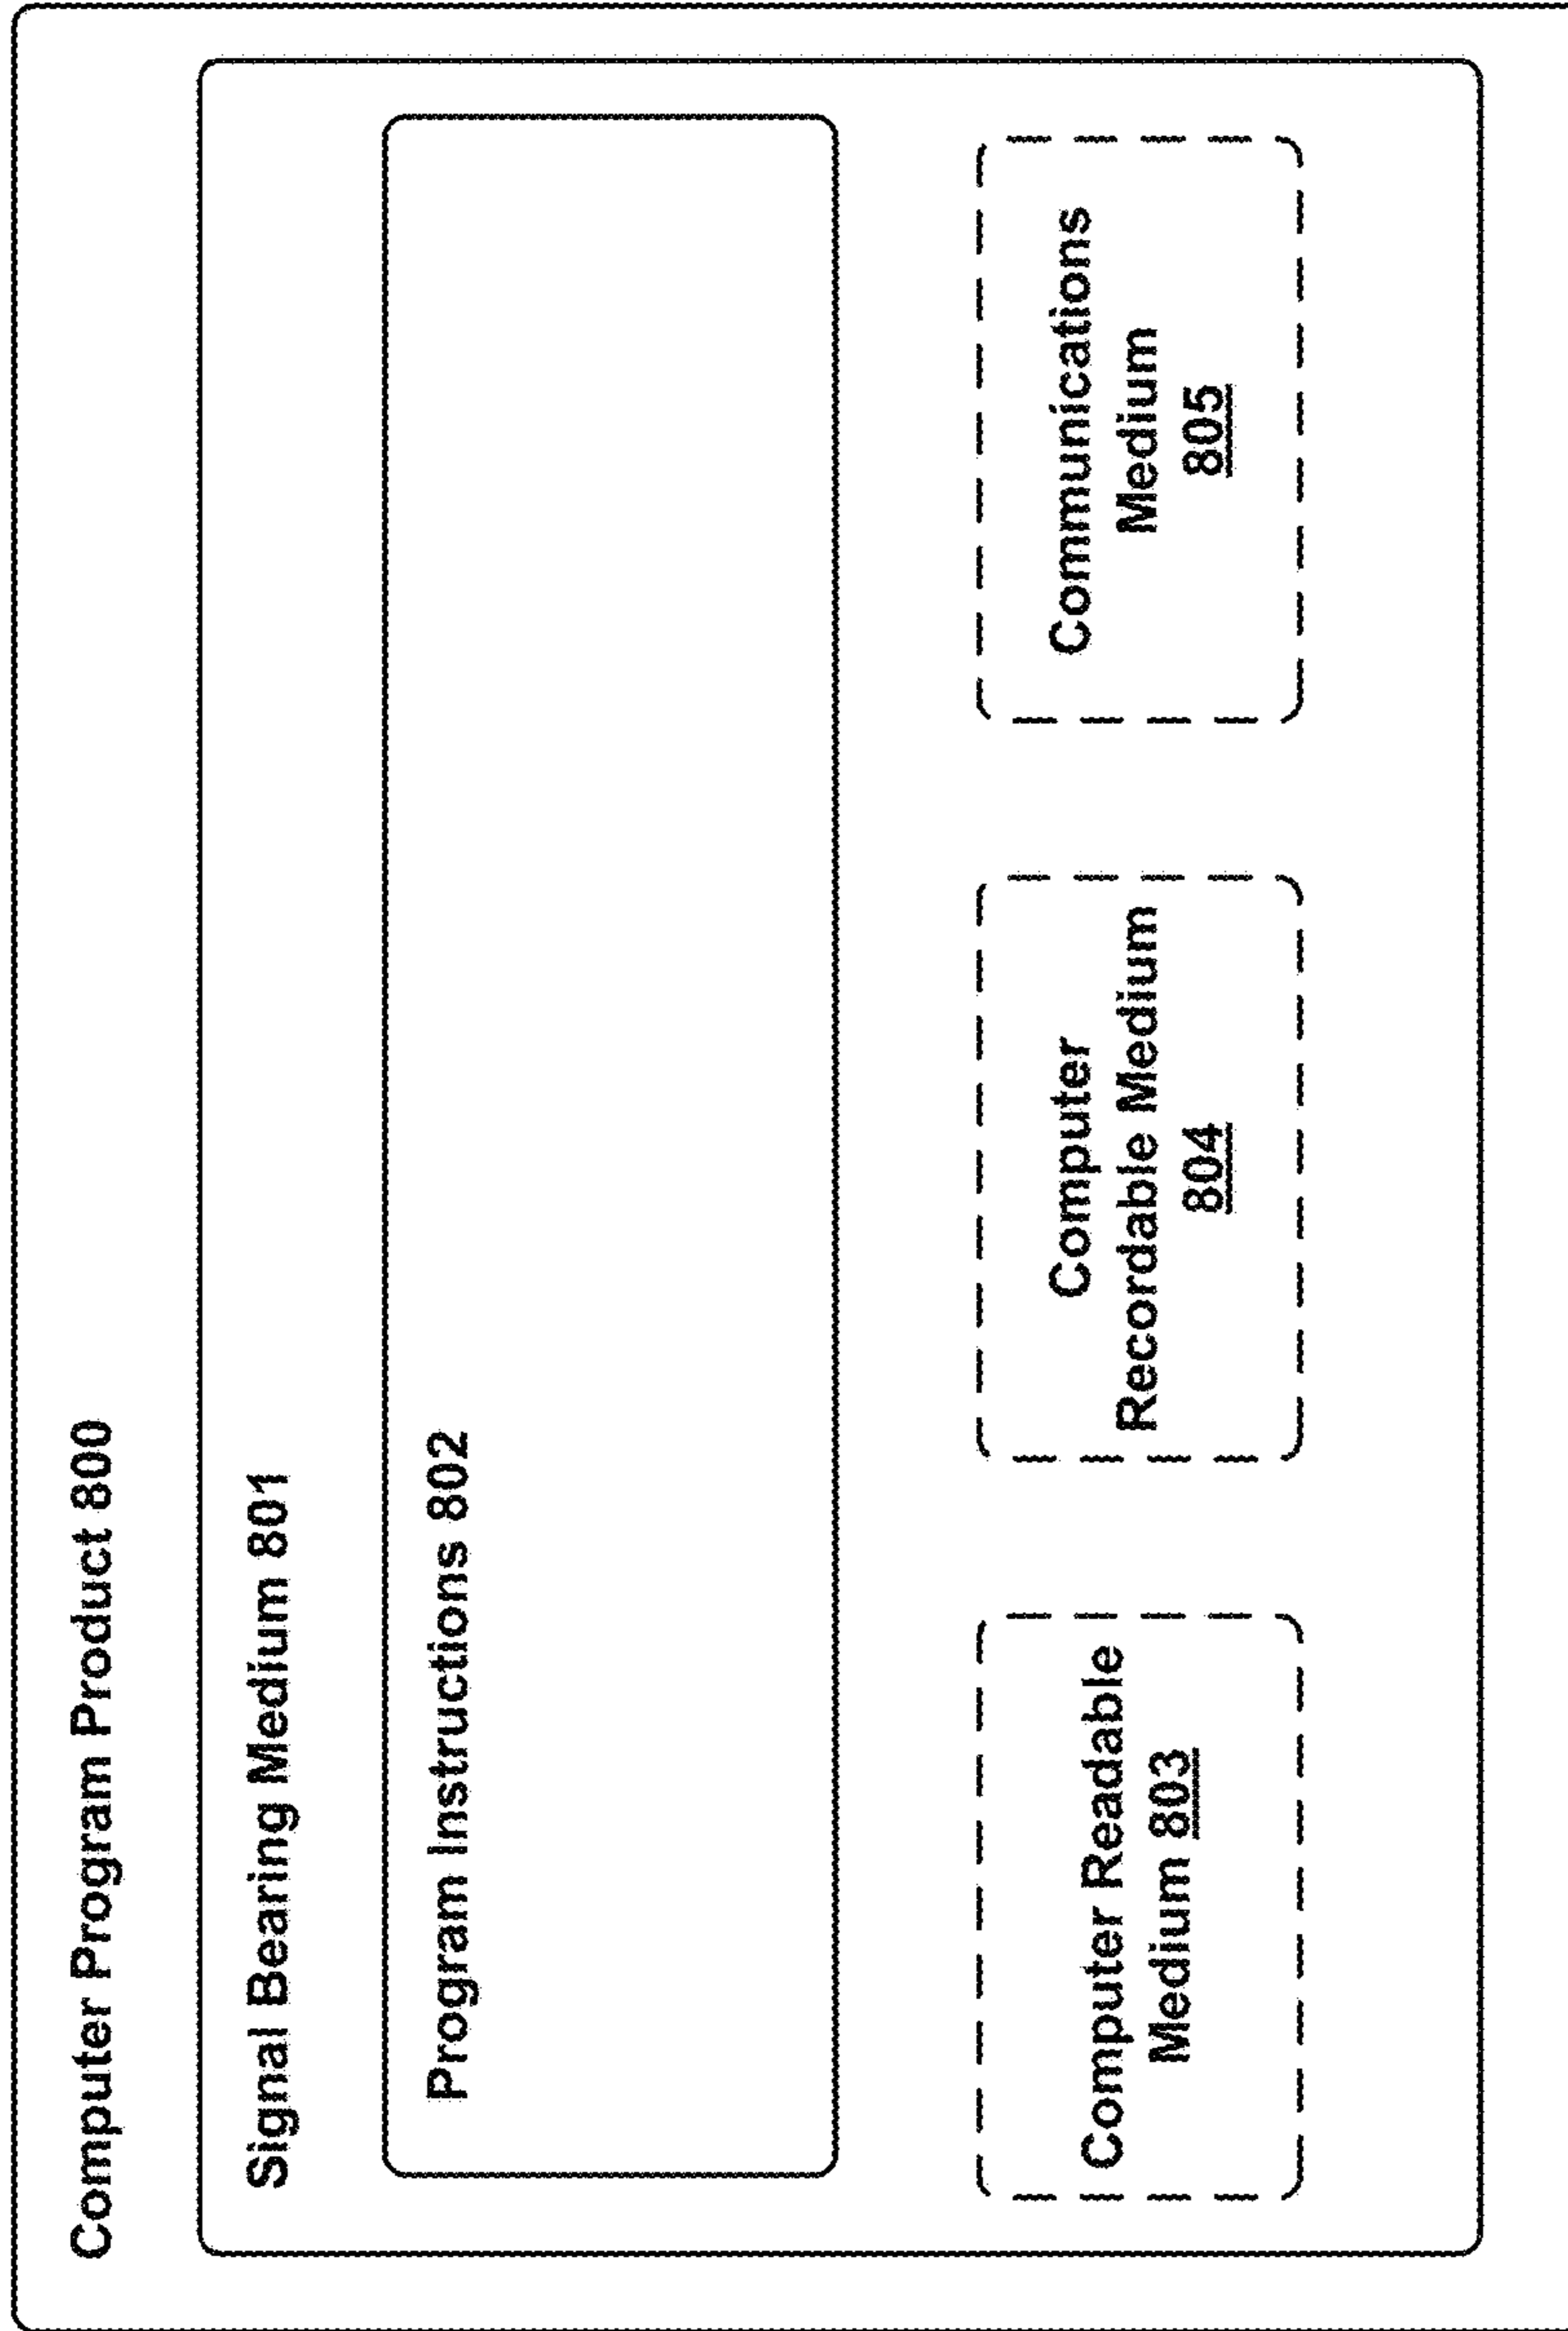 Computer Program Product 800
Signal Bearing Medium 801
Program Instructions 802
Computer Readable
Medium 803
Computer
Recordable Medium
804
Communications
Medium
805